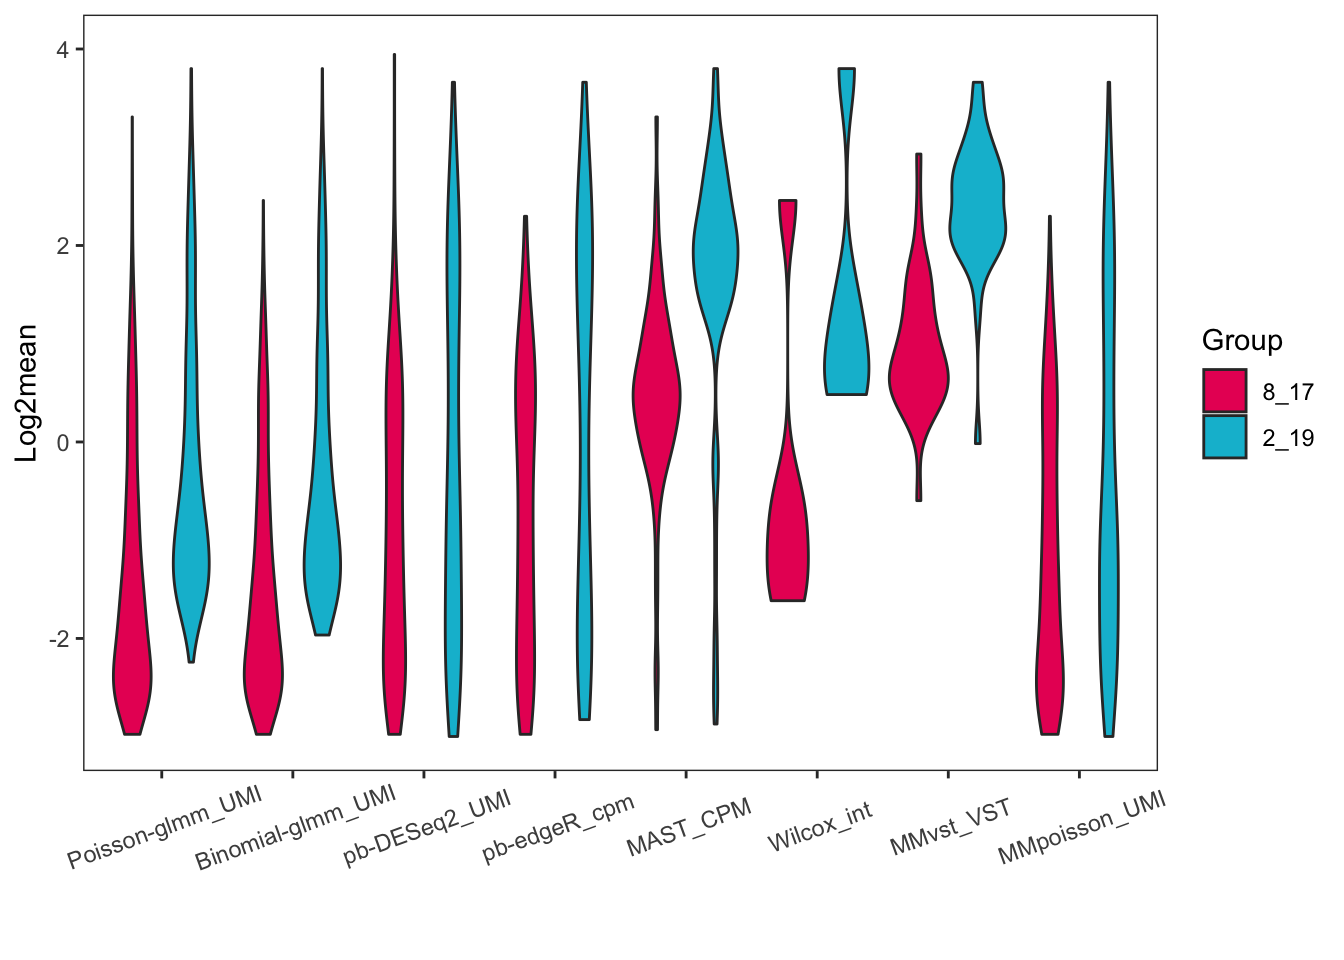 4
2
0
-2
Log2mean
Poisson-glmm_UMI
Binomial-glmm_UMI
pb-DESeq2_UMI
pb-edgeR_cpm
MAST_CPM
Wilcox_int
MMvst_VST
MMpoisson_UMI
Group
8_17
2_19